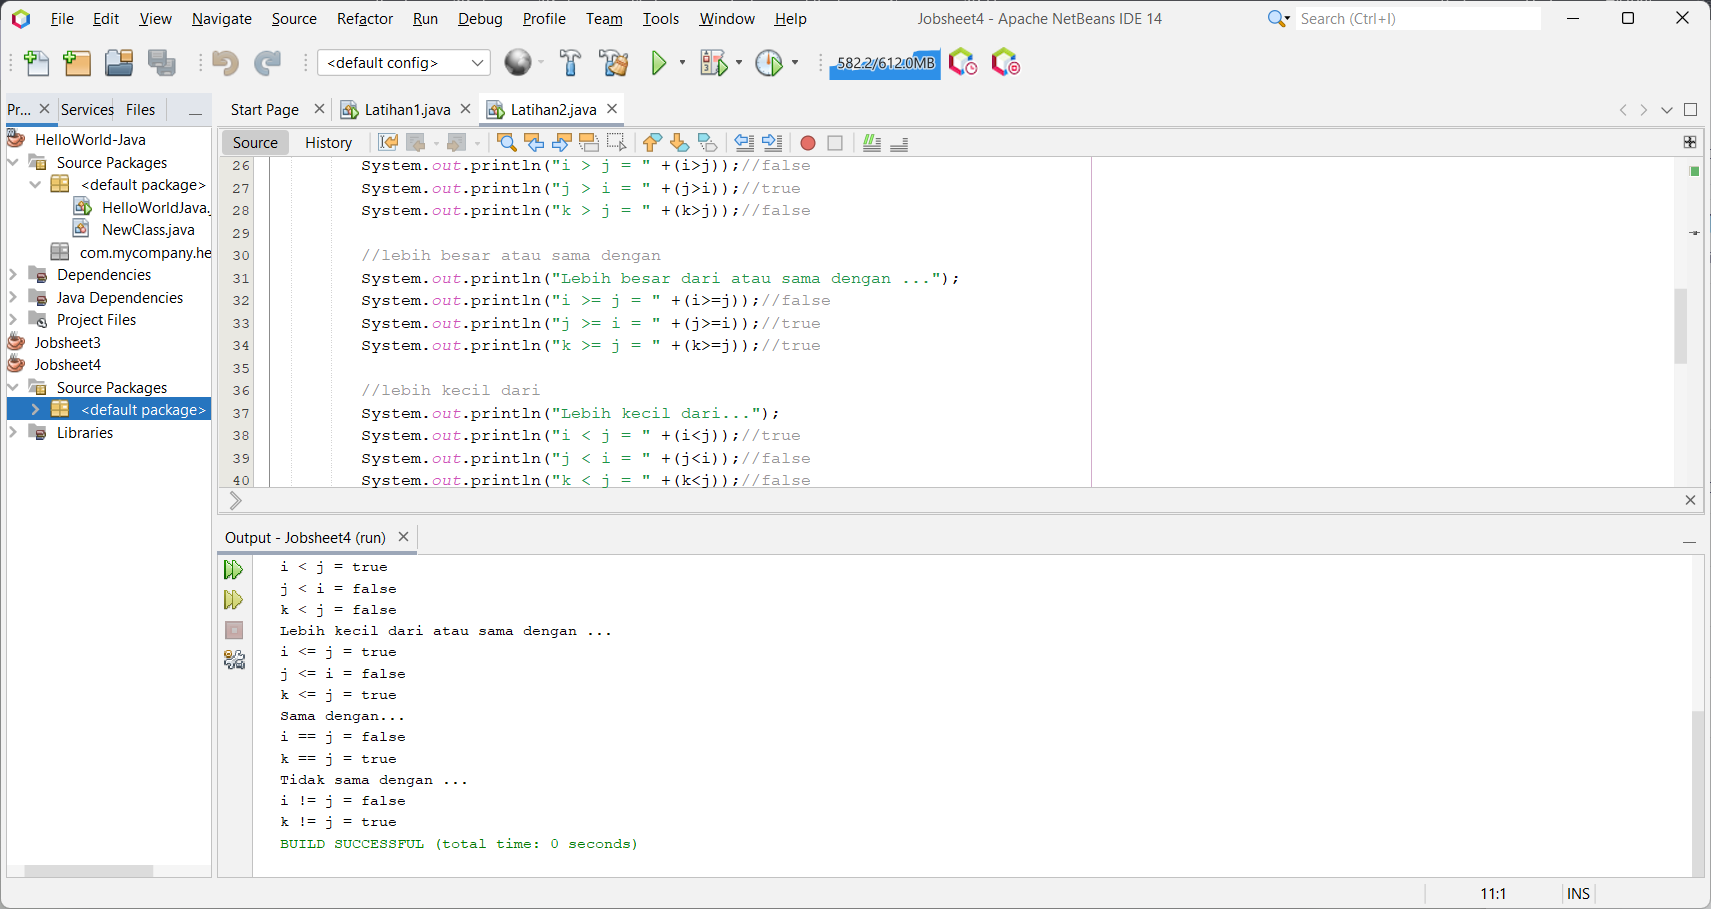 File Edit View Navigate Source Refactor Run Debug Profile Team Tools Window Help
Jobsheet4 - Apache NetBeans IDE 14
Search (Ctrl+I)
<default config>
582.2/612.0MB
Pr... Services Files
Start Page Latihan1.java Latihan2.java
HelloWorld-Java
Source Packages
<default package>
HelloWorldJava.
NewClass.java
com.mycompany.he
Dependencies
Java Dependencies
Project Files
Jobsheet3
Jobsheet4
Source Packages
<default package>
Libraries
Source History
26 System.out.println("i > j = " +(i>j));//false
27 System.out.println("j > i = " +(j>i));//true
28 System.out.println("k > j = " +(k>j));//false
29
30 //lebih besar atau sama dengan
31 System.out.println("Lebih besar dari atau sama dengan ...");
32 System.out.println("i >= j = " +(i>=j));//false
33 System.out.println("j >= i = " +(j>=i));//true
34 System.out.println("k >= j = " +(k>=j));//true
35
36 //lebih kecil dari
37 System.out.println("Lebih kecil dari...");
38 System.out.println("i < j = " +(i<j));//true
39 System.out.println("j < i = " +(j<i));//false
40 System.out.println("k < j = " +(k<j));//false
Output - Jobsheet4 (run)
i < j = true
j < i = false
k < j = false
Lebih kecil dari atau sama dengan ...
i <= j = true
j <= i = false
k <= j = true
Sama dengan...
i == j = false
k == j = true
Tidak sama dengan ...
i != j = false
k != j = true
BUILD SUCCESSFUL (total time: 0 seconds)
11:1 INS